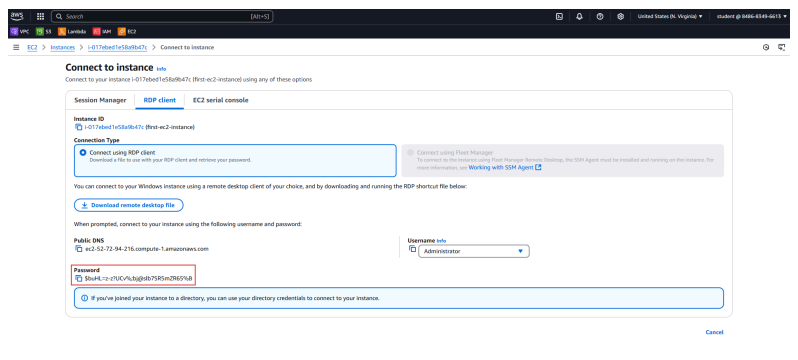 aws
Search [Alt+S]
United States (N. Virginia) ▼ student @ 8486-8349-6613 ▼
VPC S3 Lambda IAM EC2
EC2 > Instances > i-017ebed1e58a9b47c > Connect to instance
Connect to instance Info
Connect to your instance i-017ebed1e58a9b47c (first-ec2-instance) using any of these options
Session Manager RDP client EC2 serial console
Instance ID
i-017ebed1e58a9b47c (first-ec2-instance)
Connection Type
Connect using RDP client
Download a file to use with your RDP client and retrieve your password.
Connect using Fleet Manager
To connect to the instance using Fleet Manager Remote Desktop, the SSM Agent must be installed and running on the instance. For
more information, see Working with SSM Agent
You can connect to your Windows instance using a remote desktop client of your choice, and by downloading and running the RDP shortcut file below:
Download remote desktop file
When prompted, connect to your instance using the following username and password:
Public DNS
ec2-52-72-94-216.compute-1.amazonaws.com
Username Info
Administrator
Password
If you've joined your instance to a directory, you can use your directory credentials to connect to your instance.
Cancel